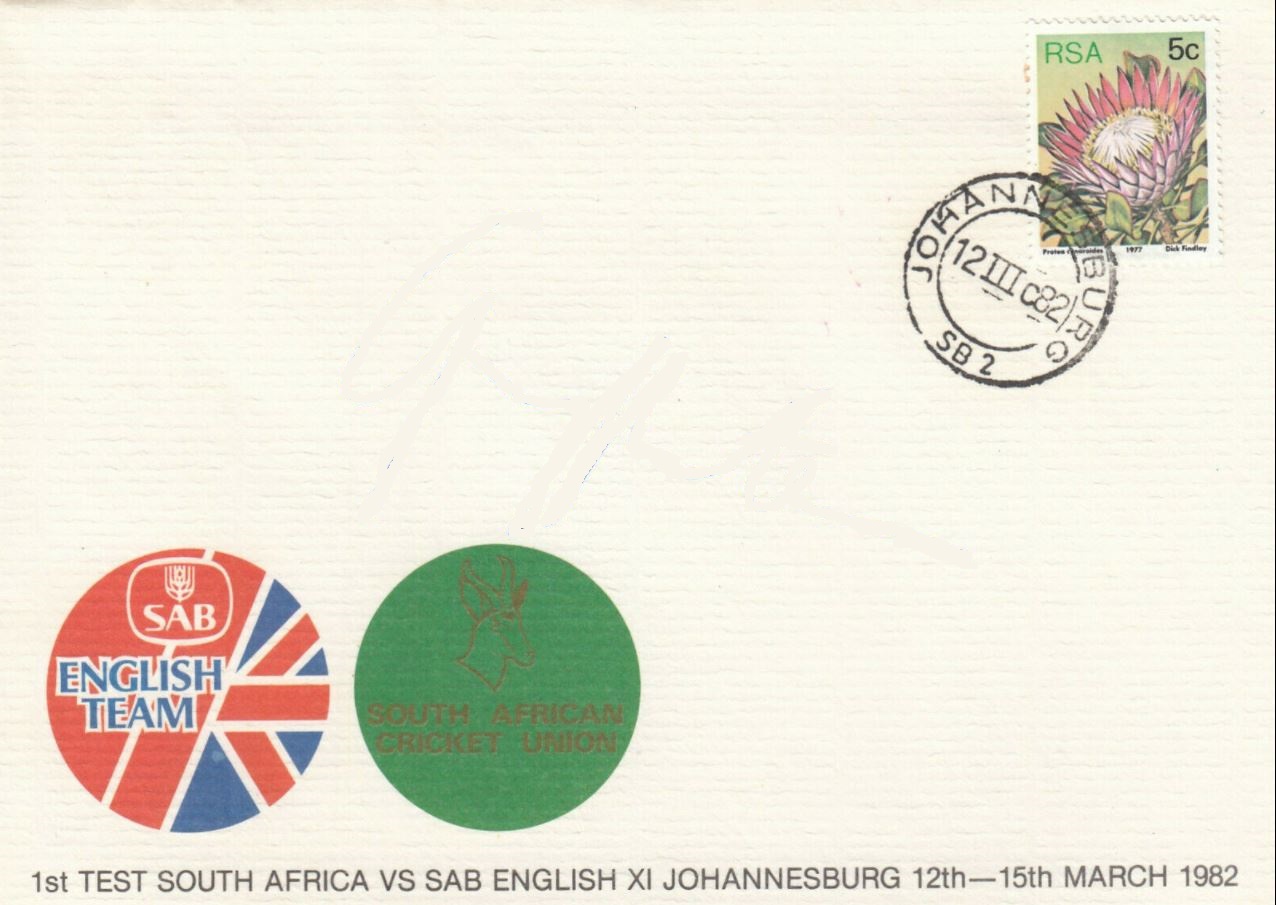 RSA 5c
Protea cynaroides 1977 Dick Findlay
JOHANNESBURG
12 III C82
SB 2
SAB
ENGLISH
TEAM
SOUTH AFRICAN
CRICKET UNION
1st TEST SOUTH AFRICA VS SAB ENGLISH XI JOHANNESBURG 12th—15th MARCH 1982